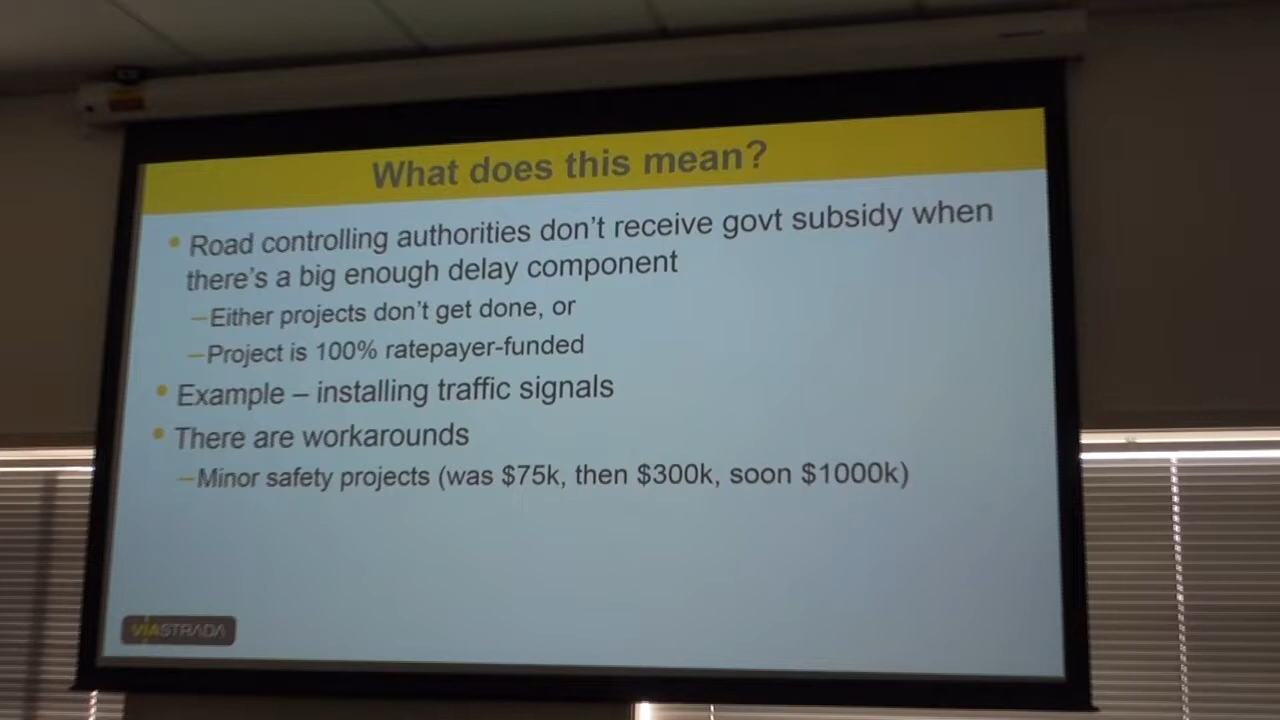 What does this mean?
• Road controlling authorities don't receive govt subsidy when
there's a big enough delay component
–Either projects don't get done, or
–Project is 100% ratepayer-funded
• Example – installing traffic signals
• There are workarounds
–Minor safety projects (was $75k, then $300k, soon $1000k)
VIASTRADA